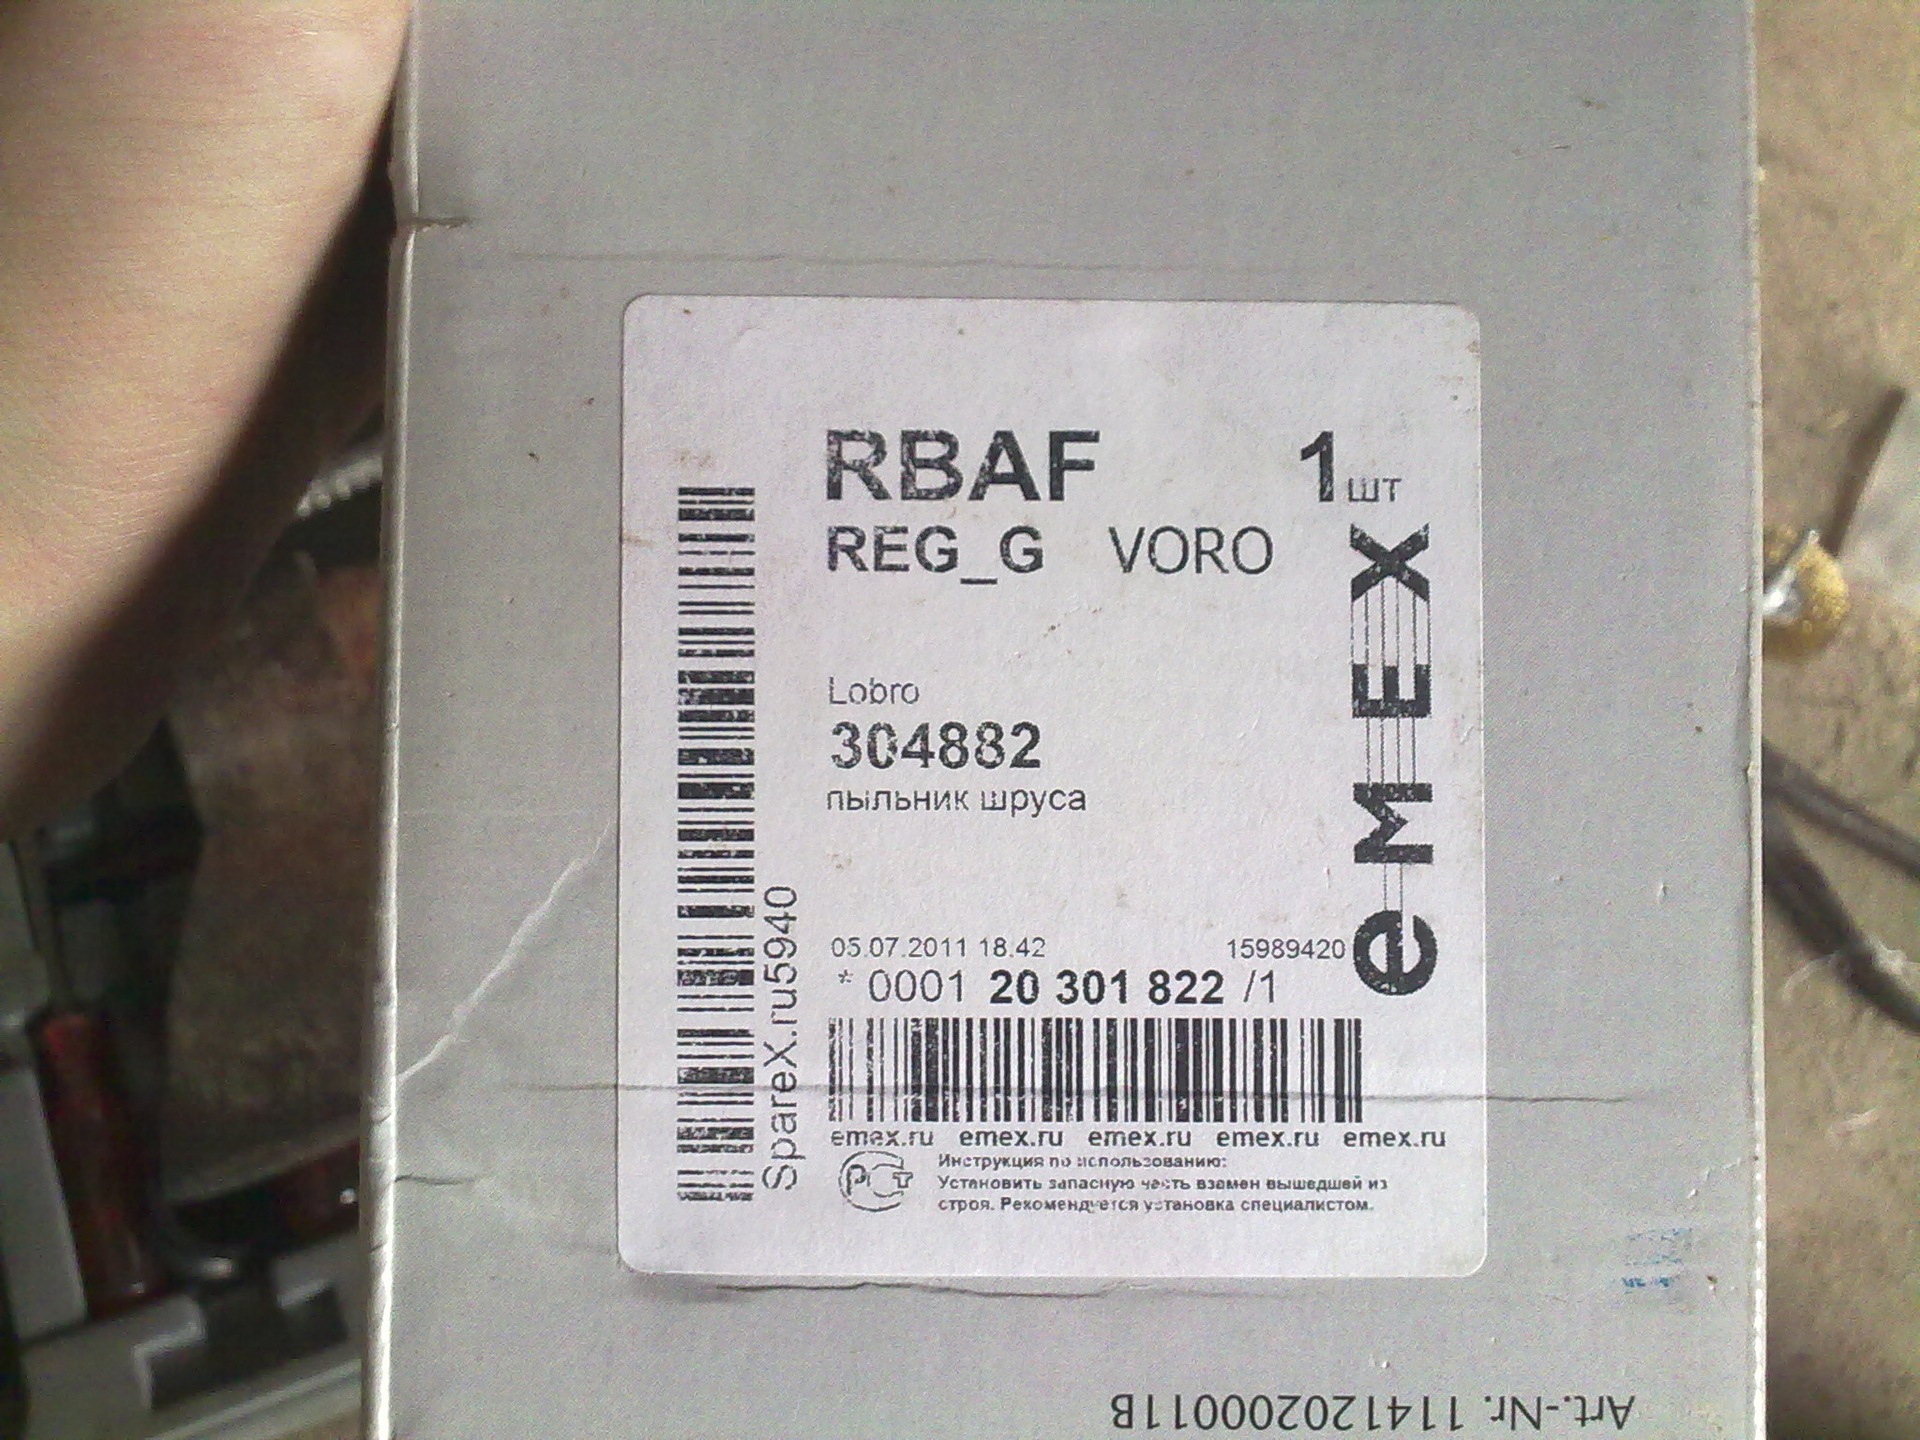 RBAF 1 шт
REG_G VORO
Lobro
304882
пыльник шруса
05.07.2011 18.42 15989420
* 0001 20 301 822 /1
emex.ru emex.ru emex.ru emex.ru emex.ru
Инструкция по использованию:
Установить запасную часть взамен вышедшей из
строя. Рекомендуется установка специалистом.
SpareX.ru5940
eMEX
РСТ
Art.-Nr. 1141202000011B